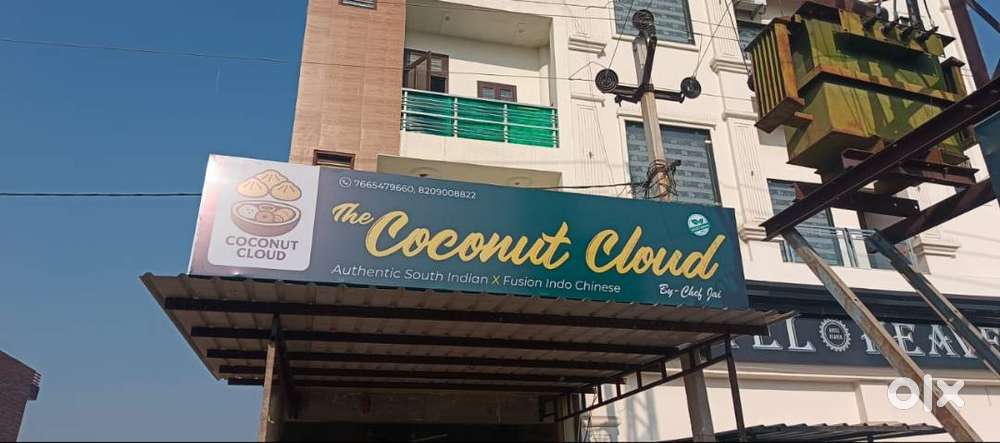 7665479660, 8209008822
The Coconut Cloud
COCONUT
CLOUD
Authentic South Indian X Fusion Indo Chinese
By - Chef Jai
olx